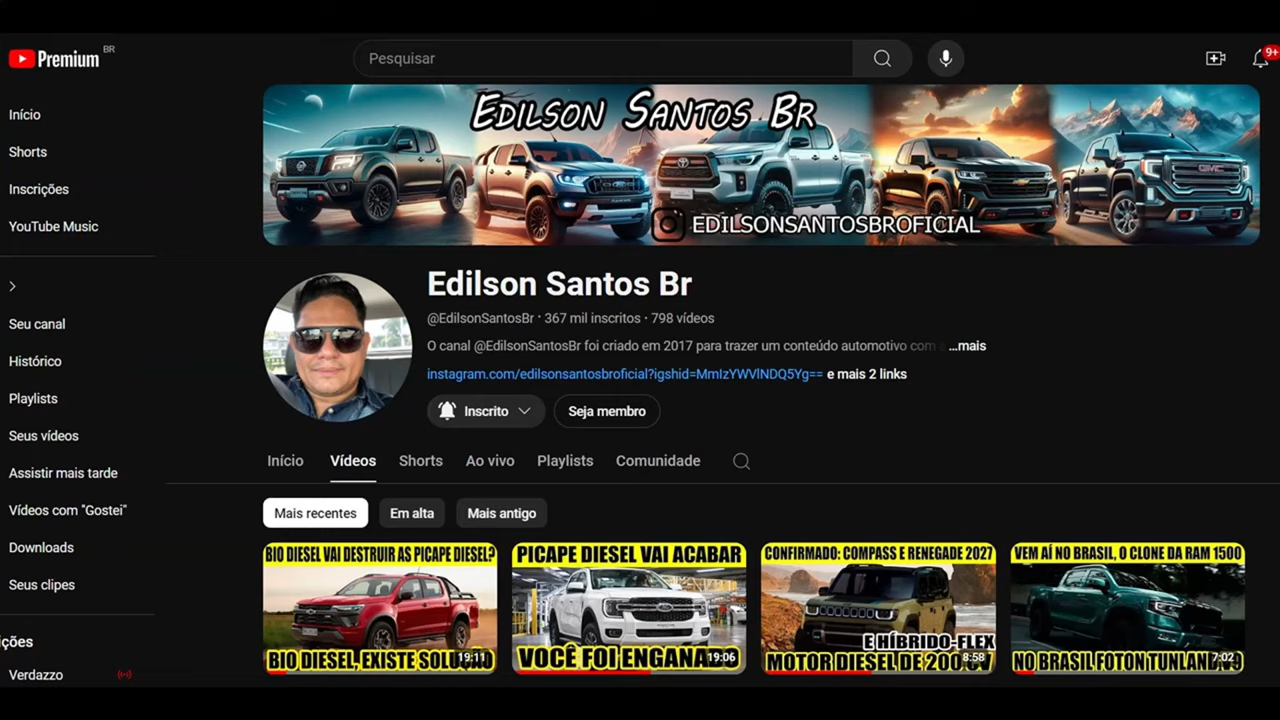 Premium BR
Pesquisar
9+
Início
Shorts
Inscrições
YouTube Music
Seu canal
Histórico
Playlists
Seus vídeos
Assistir mais tarde
Vídeos com "Gostei"
Downloads
Seus clipes
ições
Verdazzo
EDILSON SANTOS BR
EDILSONSANTOSBROFICIAL
GMC
Edilson Santos Br
@EdilsonSantosBr · 367 mil inscritos · 798 vídeos
O canal @EdilsonSantosBr foi criado em 2017 para trazer um conteúdo automotivo com a ...mais
instagram.com/edilsonsantosbroficial?igshid=MmIzYWVlNDQ5Yg== e mais 2 links
Inscrito
Seja membro
Início Vídeos Shorts Ao vivo Playlists Comunidade
Mais recentes Em alta Mais antigo
BIO DIESEL VAI DESTRUIR AS PICAPE DIESEL?
BIO DIESEL, EXISTE
19:11
PICAPE DIESEL VAI ACABAR
VOCÊ FOI
19:06
CONFIRMADO: COMPASS E RENEGADE 2027
E HÍBRIDO-FLEX
MOTOR DIESEL DE
8:58
VEM AÍ NO BRASIL, O CLONE DA RAM 1500
NO BRASIL FOTON
7:02